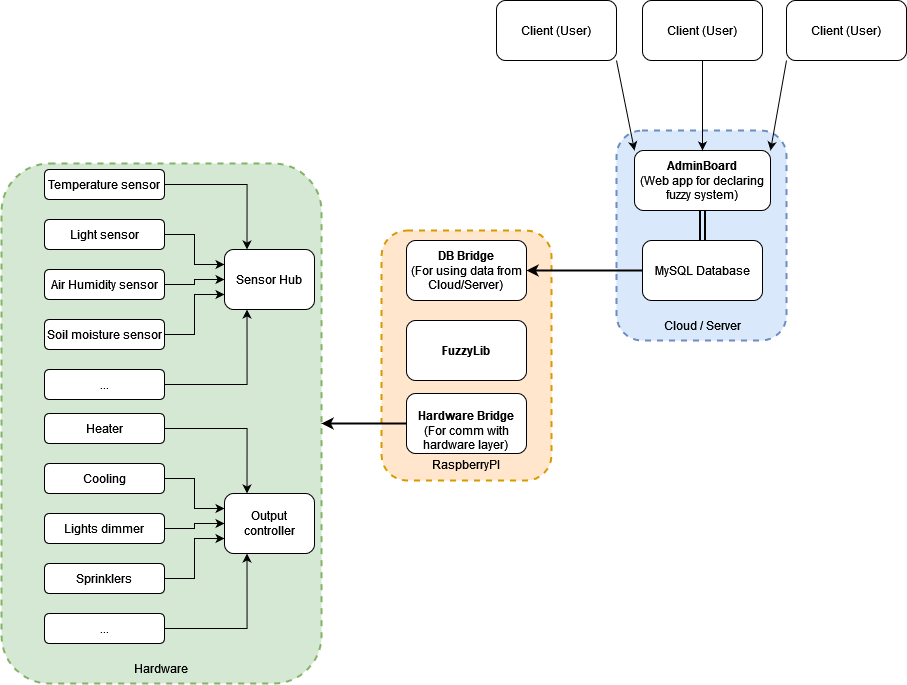 Client (User)
Client (User)
Client (User)
AdminBoard
(Web app for declaring
fuzzy system)
MySQL Database
Cloud / Server
DB Bridge
(For using data from
Cloud/Server)
FuzzyLib
Hardware Bridge
(For comm with
hardware layer)
RaspberryPI
Temperature sensor
Light sensor
Air Humidity sensor
Soil moisture sensor
...
Sensor Hub
Heater
Cooling
Lights dimmer
Sprinklers
...
Output
controller
Hardware